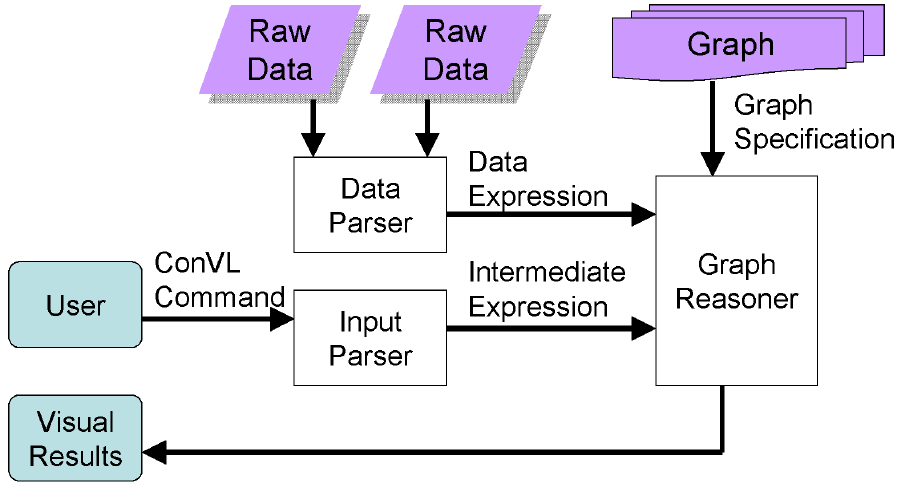 Raw
Data
Raw
Data
Graph
Graph
Specification
Data
Parser
Data
Expression
Graph
Reasoner
User
ConVL
Command
Input
Parser
Intermediate
Expression
Visual
Results